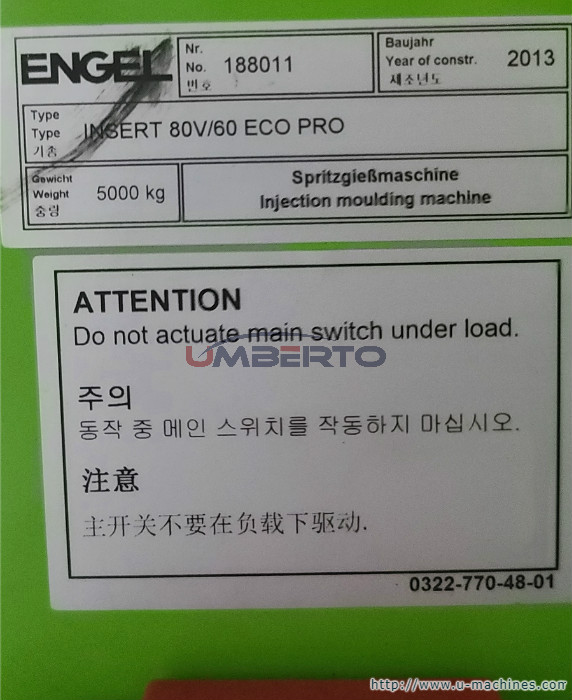 ENGEL
Nr.
No. 188011
번호
Baujahr
Year of constr. 2013
제조년도
Type
Type INSERT 80V/60 ECO PRO
기종
Gewicht
Weight 5000 kg
중량
Spritzgießmaschine
Injection moulding machine
ATTENTION
Do not actuate main switch under load.
UMBERTO
주의
동작 중 메인 스위치를 작동하지 마십시오.
注意
主开关不要在负载下驱动.
0322-770-48-01
http://www.u-machines.com